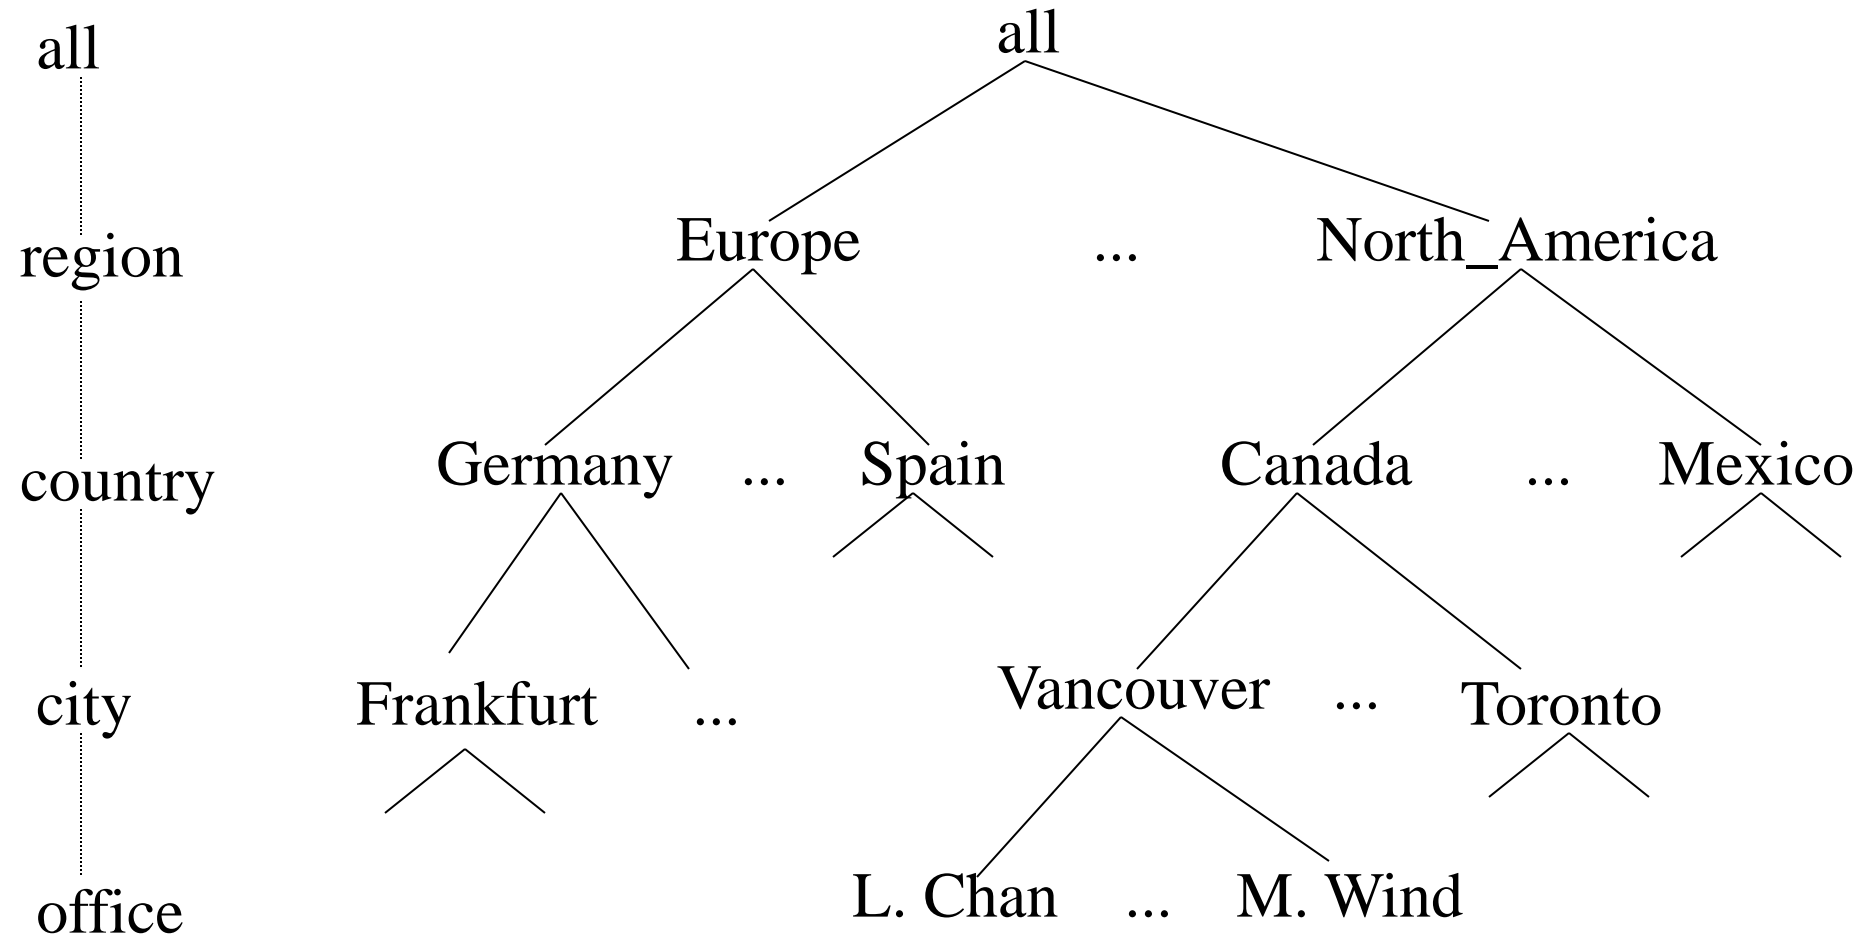 all all
region Europe ... North_America
country Germany ... Spain Canada ... Mexico
city Frankfurt ... Vancouver ... Toronto
office L. Chan ... M. Wind